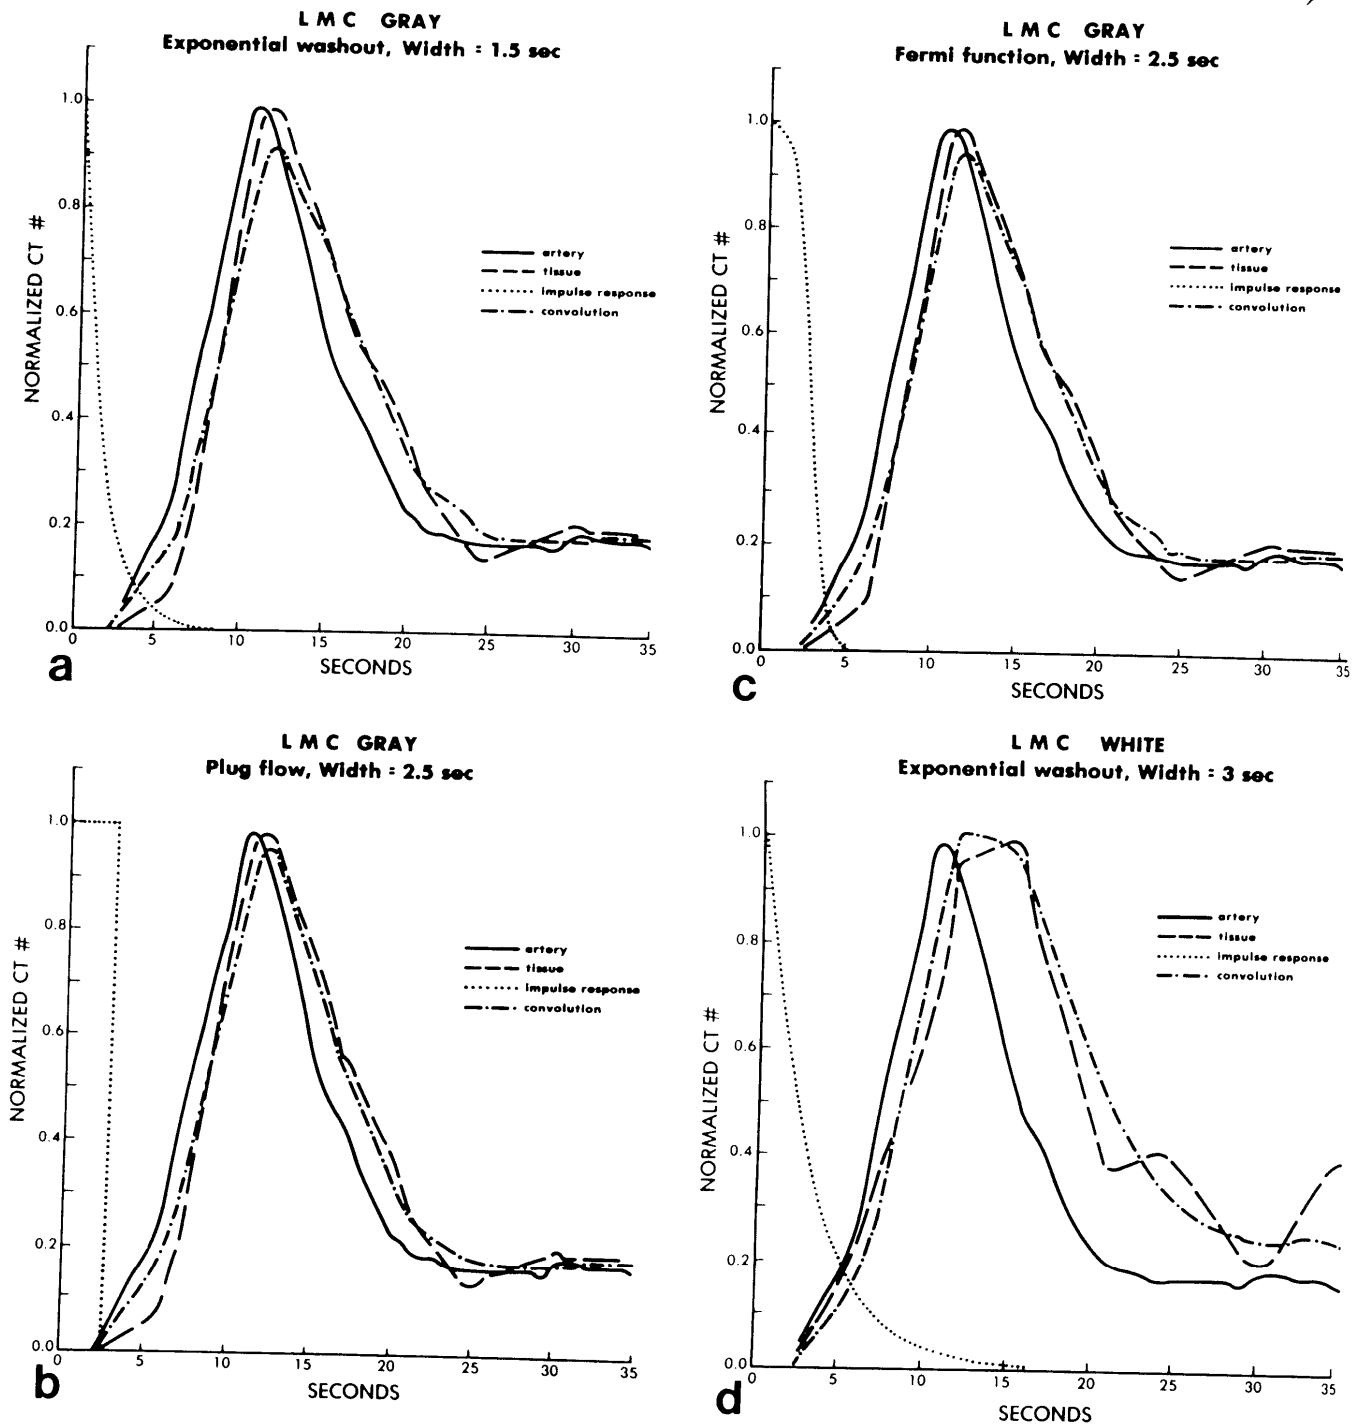 L M C GRAY
Exponential washout, Width = 1.5 sec
NORMALIZED CT #
1.0
0.8
0.6
0.4
0.2
0.0
0 5 10 15 20 25 30 35
SECONDS
artery
tissue
impulse response
convolution
a
L M C GRAY
Fermi function, Width = 2.5 sec
NORMALIZED CT #
1.0
0.8
0.6
0.4
0.2
0.0
0 5 10 15 20 25 30 35
SECONDS
artery
tissue
impulse response
convolution
c
L M C GRAY
Plug flow, Width = 2.5 sec
NORMALIZED CT #
1.0
0.8
0.6
0.4
0.2
0.0
0 5 10 15 20 25 30 35
SECONDS
artery
tissue
impulse response
convolution
b
L M C WHITE
Exponential washout, Width = 3 sec
NORMALIZED CT #
1.0
0.8
0.6
0.4
0.2
0.0
0 5 10 15 20 25 30 35
SECONDS
artery
tissue
impulse response
convolution
d